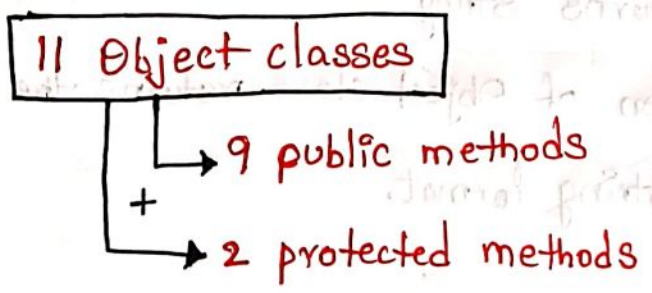 11 Object classes
9 public methods
+
2 protected methods